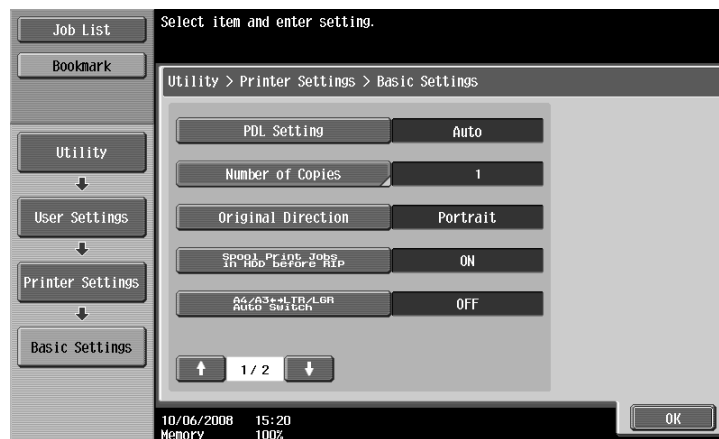 Job List
Select item and enter setting.
Bookmark
Utility > Printer Settings > Basic Settings
PDL Setting
Auto
Utility
Number of Copies
1
User Settings
Original Direction
Portrait
Spool Print Jobs
in HDD before RIP
ON
Printer Settings
A4/A3↔LTR/LGR
Auto Switch
OFF
Basic Settings
1/ 2
10/06/2008 15:20
Memory 100%
OK